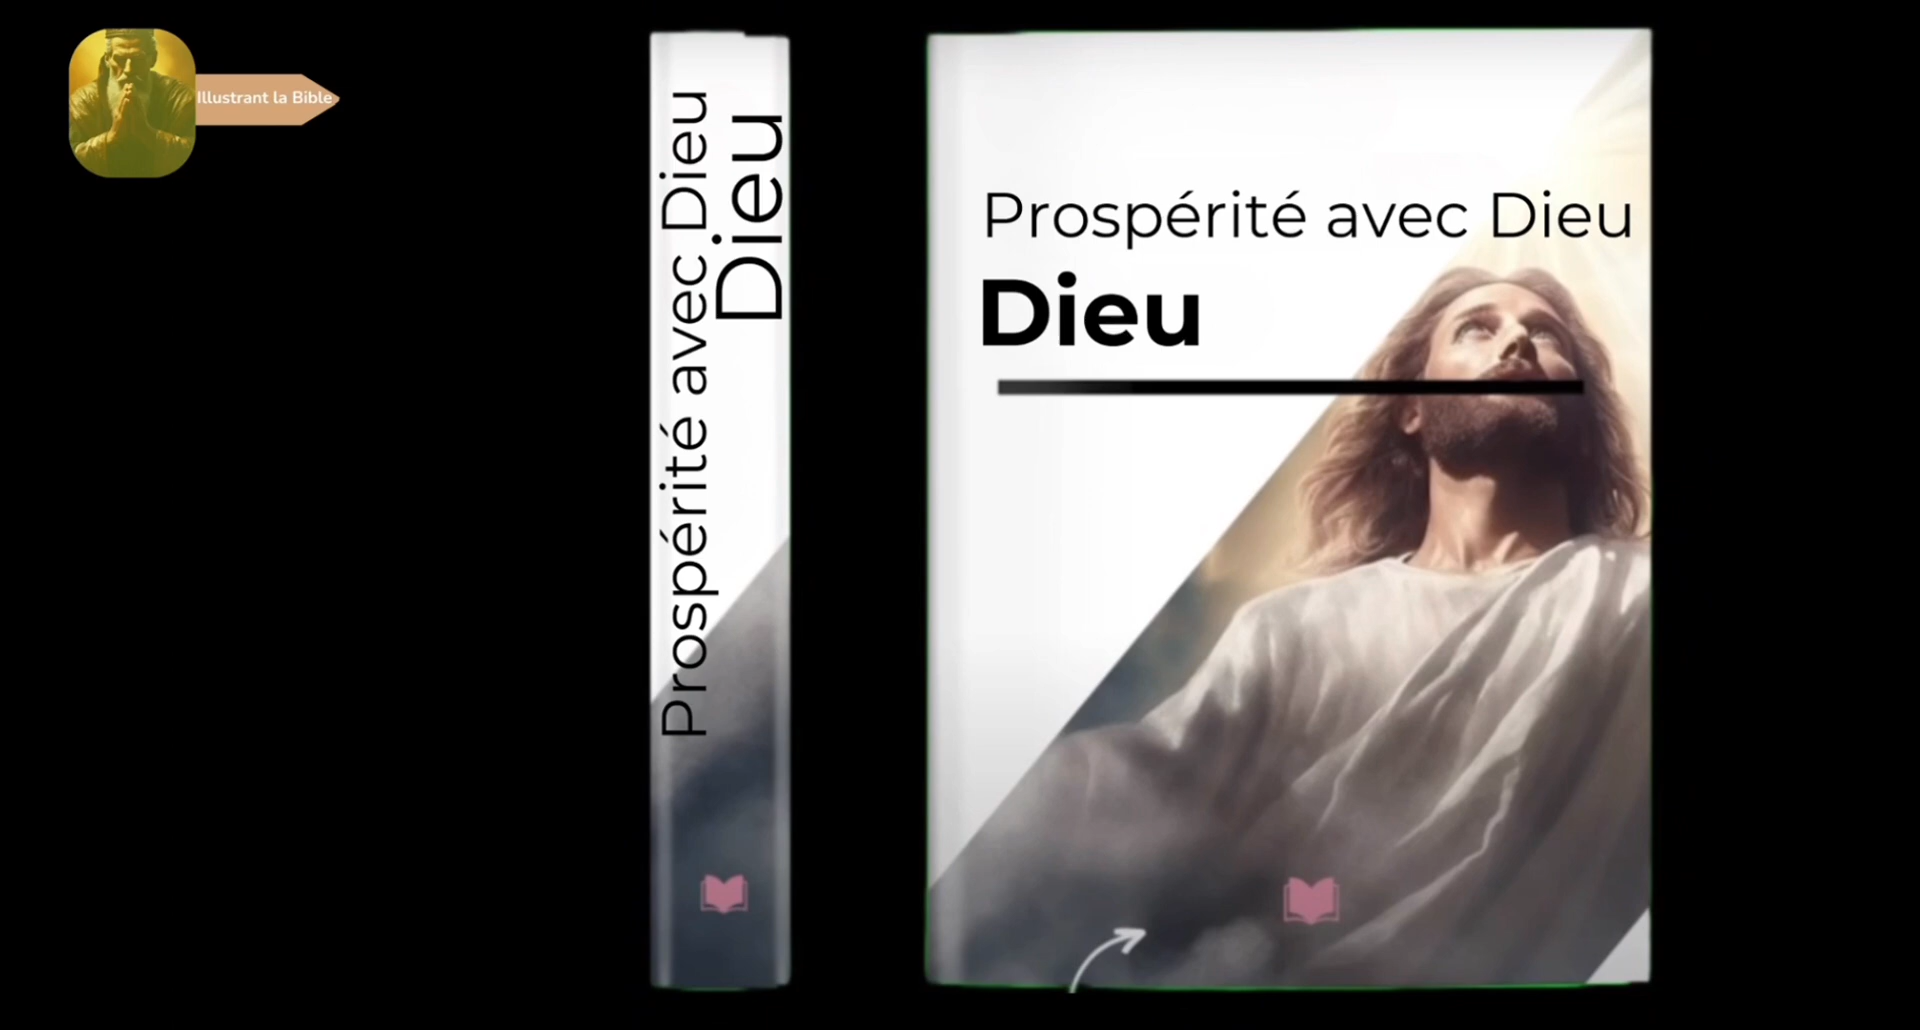 Illustrant la Bible
Prospérité avec Dieu
Dieu
Prospérité avec Dieu
Dieu